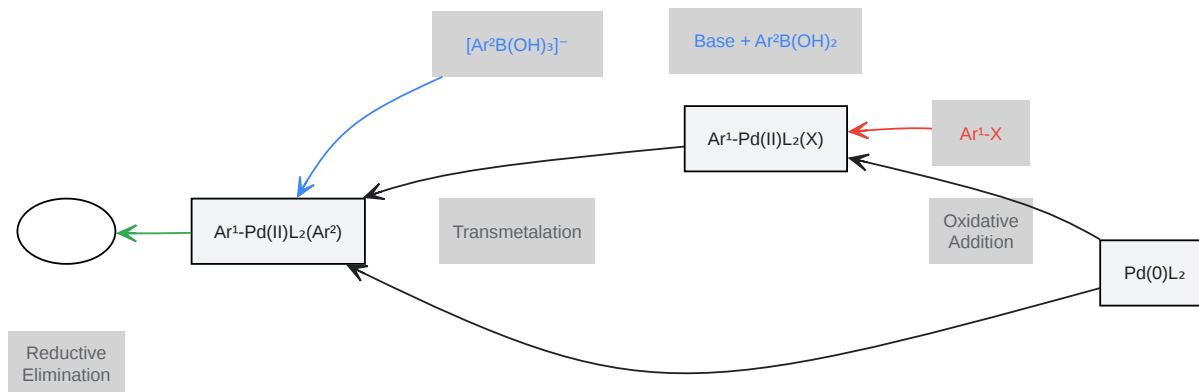 [Ar²B(OH)₃]⁻
Base + Ar²B(OH)₂
Ar¹-Pd(II)L₂(X)
Ar¹-X
Ar¹-Pd(II)L₂(Ar²)
Transmetalation
Oxidative
Addition
Pd(0)L₂
Reductive
Elimination